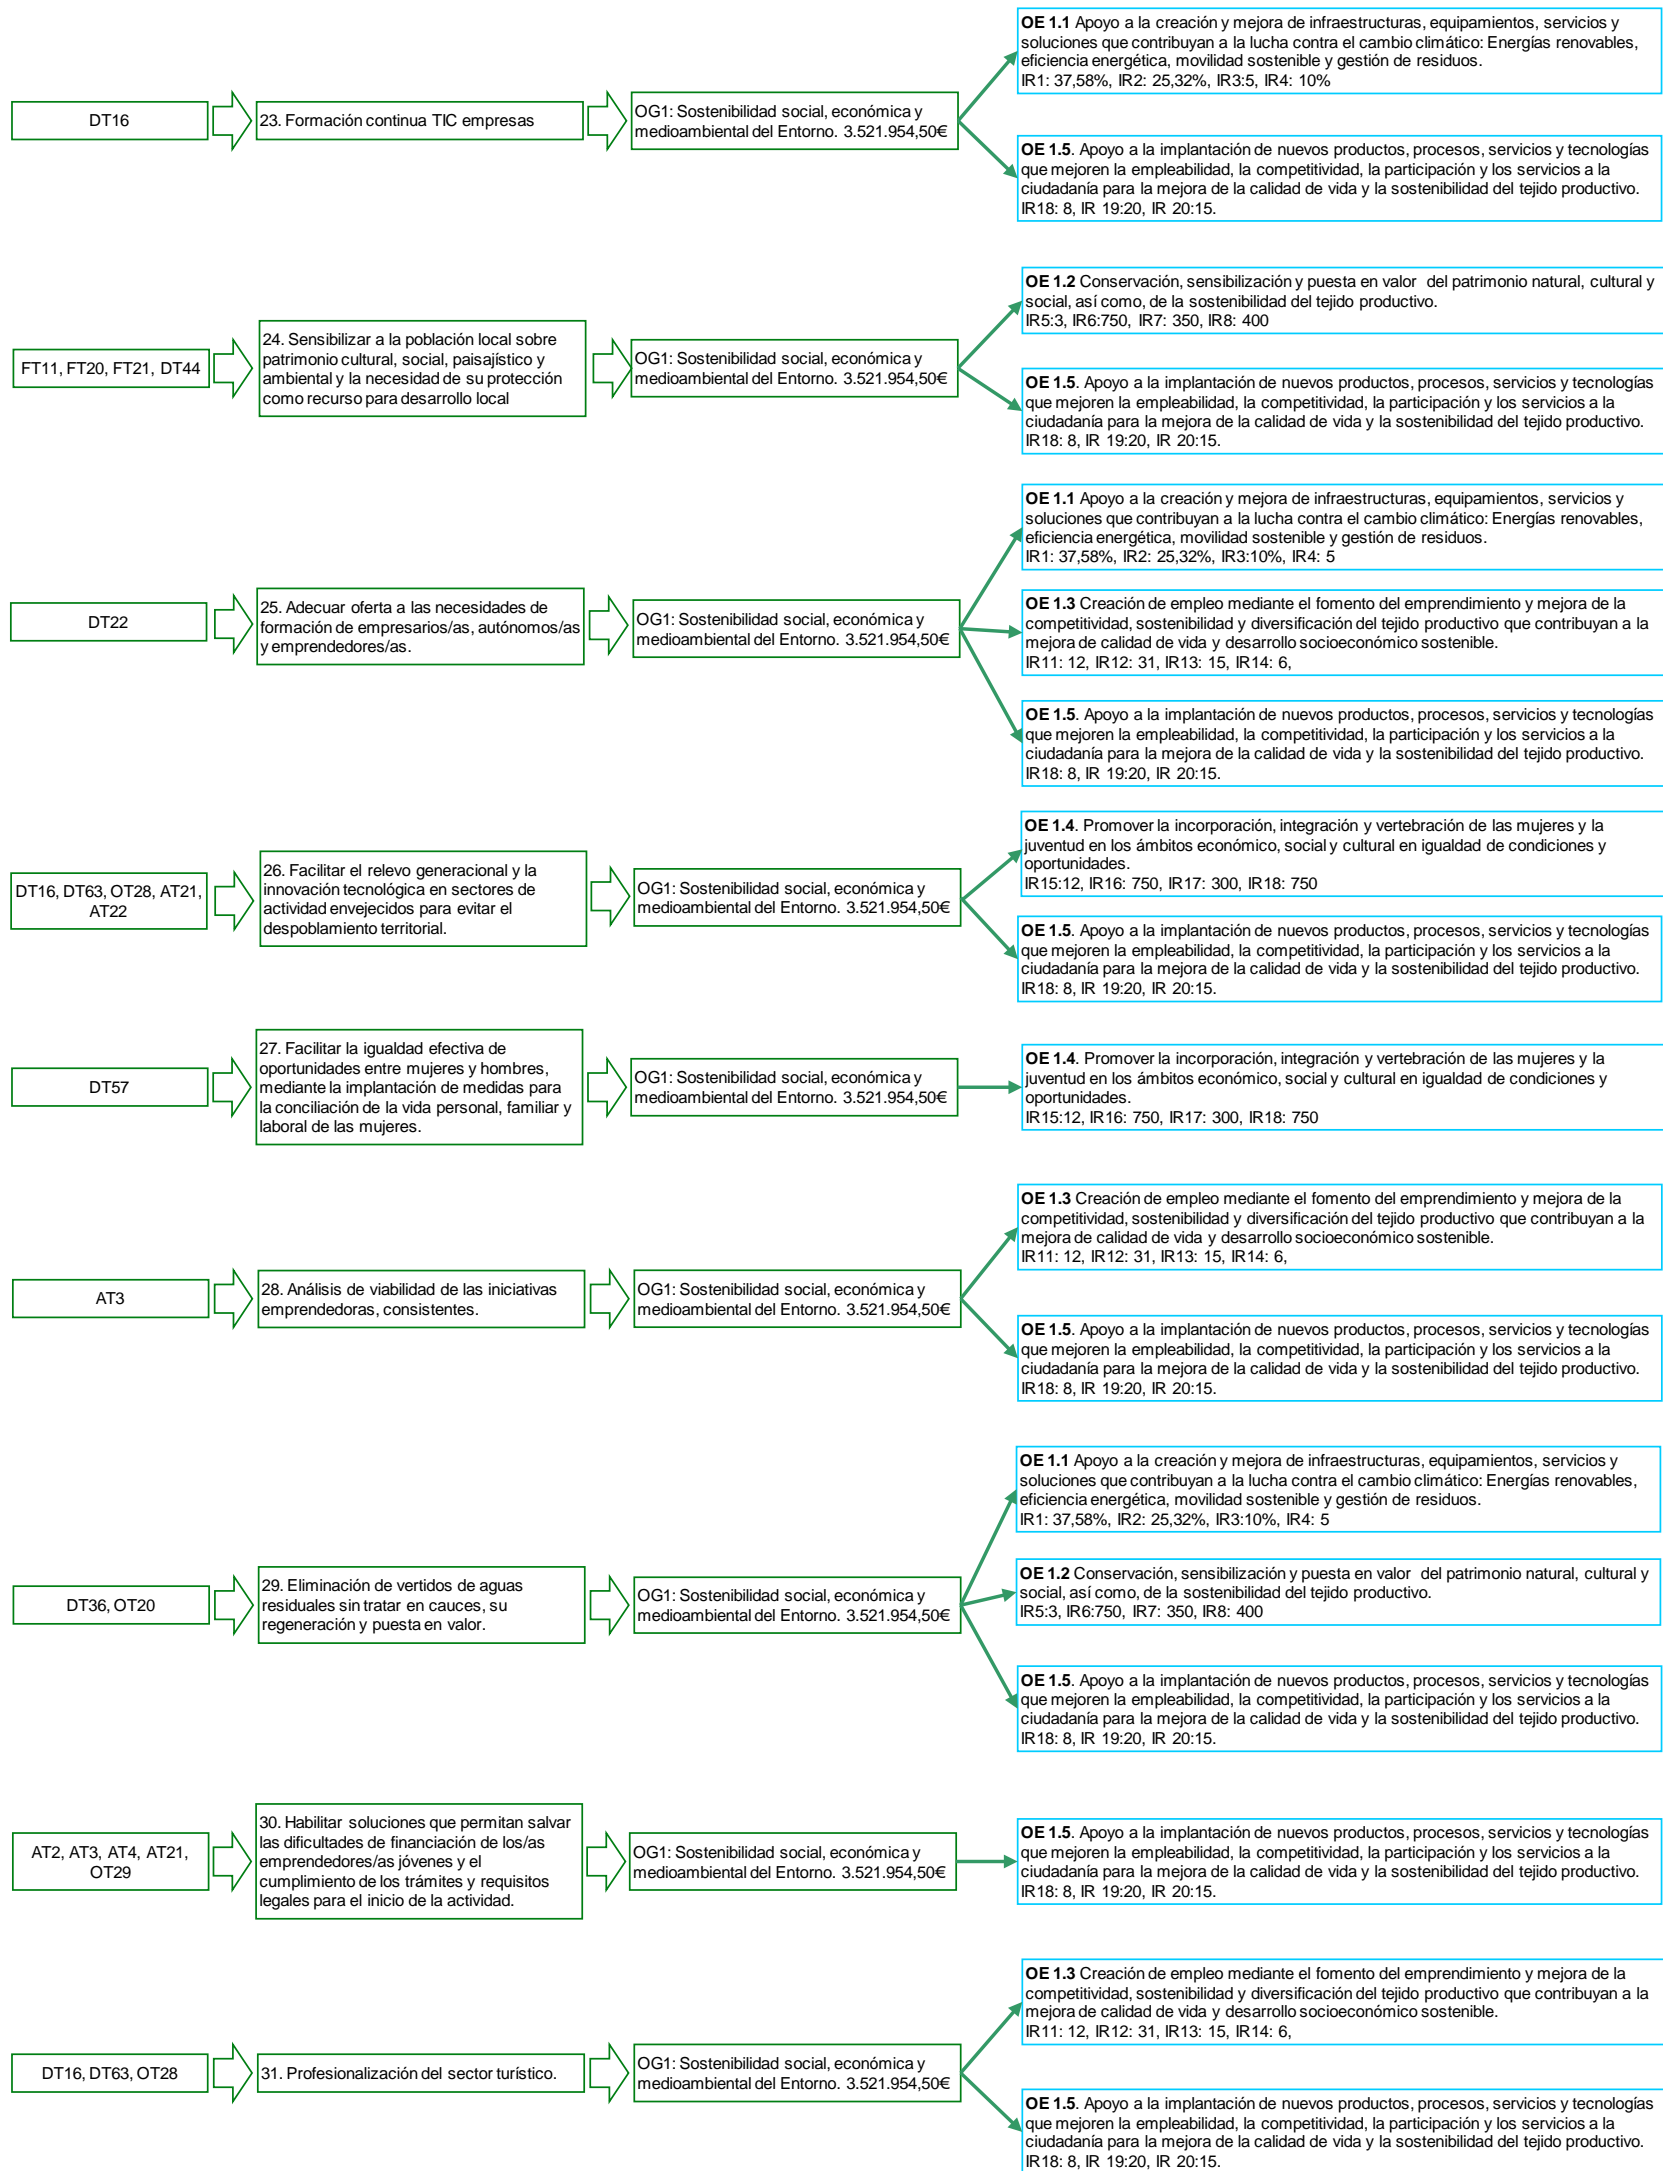 DT16
23. Formación continua TIC empresas
OG1: Sostenibilidad social, económica y
medioambiental del Entorno. 3.521.954,50€
OE 1.1 Apoyo a la creación y mejora de infraestructuras, equipamientos, servicios y
soluciones que contribuyan a la lucha contra el cambio climático: Energías renovables,
eficiencia energética, movilidad sostenible y gestión de residuos.
IR1: 37,58%, IR2: 25,32%, IR3:5, IR4: 10%
OE 1.5. Apoyo a la implantación de nuevos productos, procesos, servicios y tecnologías
que mejoren la empleabilidad, la competitividad, la participación y los servicios a la
ciudadanía para la mejora de la calidad de vida y la sostenibilidad del tejido productivo.
IR18: 8, IR 19:20, IR 20:15.
FT11, FT20, FT21, DT44
24. Sensibilizar a la población local sobre
patrimonio cultural, social, paisajístico y
ambiental y la necesidad de su protección
como recurso para desarrollo local
OG1: Sostenibilidad social, económica y
medioambiental del Entorno. 3.521.954,50€
OE 1.2 Conservación, sensibilización y puesta en valor del patrimonio natural, cultural y
social, así como, de la sostenibilidad del tejido productivo.
IR5:3, IR6:750, IR7: 350, IR8: 400
OE 1.5. Apoyo a la implantación de nuevos productos, procesos, servicios y tecnologías
que mejoren la empleabilidad, la competitividad, la participación y los servicios a la
ciudadanía para la mejora de la calidad de vida y la sostenibilidad del tejido productivo.
IR18: 8, IR 19:20, IR 20:15.
DT22
25. Adecuar oferta a las necesidades de
formación de empresarios/as, autónomos/as
y emprendedores/as.
OG1: Sostenibilidad social, económica y
medioambiental del Entorno. 3.521.954,50€
OE 1.1 Apoyo a la creación y mejora de infraestructuras, equipamientos, servicios y
soluciones que contribuyan a la lucha contra el cambio climático: Energías renovables,
eficiencia energética, movilidad sostenible y gestión de residuos.
IR1: 37,58%, IR2: 25,32%, IR3:10%, IR4: 5
OE 1.3 Creación de empleo mediante el fomento del emprendimiento y mejora de la
competitividad, sostenibilidad y diversificación del tejido productivo que contribuyan a la
mejora de calidad de vida y desarrollo socioeconómico sostenible.
IR11: 12, IR12: 31, IR13: 15, IR14: 6,
OE 1.5. Apoyo a la implantación de nuevos productos, procesos, servicios y tecnologías
que mejoren la empleabilidad, la competitividad, la participación y los servicios a la
ciudadanía para la mejora de la calidad de vida y la sostenibilidad del tejido productivo.
IR18: 8, IR 19:20, IR 20:15.
DT16, DT63, OT28, AT21,
AT22
26. Facilitar el relevo generacional y la
innovación tecnológica en sectores de
actividad envejecidos para evitar el
despoblamiento territorial.
OG1: Sostenibilidad social, económica y
medioambiental del Entorno. 3.521.954,50€
OE 1.4. Promover la incorporación, integración y vertebración de las mujeres y la
juventud en los ámbitos económico, social y cultural en igualdad de condiciones y
oportunidades.
IR15:12, IR16: 750, IR17: 300, IR18: 750
OE 1.5. Apoyo a la implantación de nuevos productos, procesos, servicios y tecnologías
que mejoren la empleabilidad, la competitividad, la participación y los servicios a la
ciudadanía para la mejora de la calidad de vida y la sostenibilidad del tejido productivo.
IR18: 8, IR 19:20, IR 20:15.
DT57
27. Facilitar la igualdad efectiva de
oportunidades entre mujeres y hombres,
mediante la implantación de medidas para
la conciliación de la vida personal, familiar y
laboral de las mujeres.
OG1: Sostenibilidad social, económica y
medioambiental del Entorno. 3.521.954,50€
OE 1.4. Promover la incorporación, integración y vertebración de las mujeres y la
juventud en los ámbitos económico, social y cultural en igualdad de condiciones y
oportunidades.
IR15:12, IR16: 750, IR17: 300, IR18: 750
AT3
28. Análisis de viabilidad de las iniciativas
emprendedoras, consistentes.
OG1: Sostenibilidad social, económica y
medioambiental del Entorno. 3.521.954,50€
OE 1.3 Creación de empleo mediante el fomento del emprendimiento y mejora de la
competitividad, sostenibilidad y diversificación del tejido productivo que contribuyan a la
mejora de calidad de vida y desarrollo socioeconómico sostenible.
IR11: 12, IR12: 31, IR13: 15, IR14: 6,
OE 1.5. Apoyo a la implantación de nuevos productos, procesos, servicios y tecnologías
que mejoren la empleabilidad, la competitividad, la participación y los servicios a la
ciudadanía para la mejora de la calidad de vida y la sostenibilidad del tejido productivo.
IR18: 8, IR 19:20, IR 20:15.
DT36, OT20
29. Eliminación de vertidos de aguas
residuales sin tratar en cauces, su
regeneración y puesta en valor.
OG1: Sostenibilidad social, económica y
medioambiental del Entorno. 3.521.954,50€
OE 1.1 Apoyo a la creación y mejora de infraestructuras, equipamientos, servicios y
soluciones que contribuyan a la lucha contra el cambio climático: Energías renovables,
eficiencia energética, movilidad sostenible y gestión de residuos.
IR1: 37,58%, IR2: 25,32%, IR3:10%, IR4: 5
OE 1.2 Conservación, sensibilización y puesta en valor del patrimonio natural, cultural y
social, así como, de la sostenibilidad del tejido productivo.
IR5:3, IR6:750, IR7: 350, IR8: 400
OE 1.5. Apoyo a la implantación de nuevos productos, procesos, servicios y tecnologías
que mejoren la empleabilidad, la competitividad, la participación y los servicios a la
ciudadanía para la mejora de la calidad de vida y la sostenibilidad del tejido productivo.
IR18: 8, IR 19:20, IR 20:15.
AT2, AT3, AT4, AT21,
OT29
30. Habilitar soluciones que permitan salvar
las dificultades de financiación de los/as
emprendedores/as jóvenes y el
cumplimiento de los trámites y requisitos
legales para el inicio de la actividad.
OG1: Sostenibilidad social, económica y
medioambiental del Entorno. 3.521.954,50€
OE 1.5. Apoyo a la implantación de nuevos productos, procesos, servicios y tecnologías
que mejoren la empleabilidad, la competitividad, la participación y los servicios a la
ciudadanía para la mejora de la calidad de vida y la sostenibilidad del tejido productivo.
IR18: 8, IR 19:20, IR 20:15.
DT16, DT63, OT28
31. Profesionalización del sector turístico.
OG1: Sostenibilidad social, económica y
medioambiental del Entorno. 3.521.954,50€
OE 1.3 Creación de empleo mediante el fomento del emprendimiento y mejora de la
competitividad, sostenibilidad y diversificación del tejido productivo que contribuyan a la
mejora de calidad de vida y desarrollo socioeconómico sostenible.
IR11: 12, IR12: 31, IR13: 15, IR14: 6,
OE 1.5. Apoyo a la implantación de nuevos productos, procesos, servicios y tecnologías
que mejoren la empleabilidad, la competitividad, la participación y los servicios a la
ciudadanía para la mejora de la calidad de vida y la sostenibilidad del tejido productivo.
IR18: 8, IR 19:20, IR 20:15.